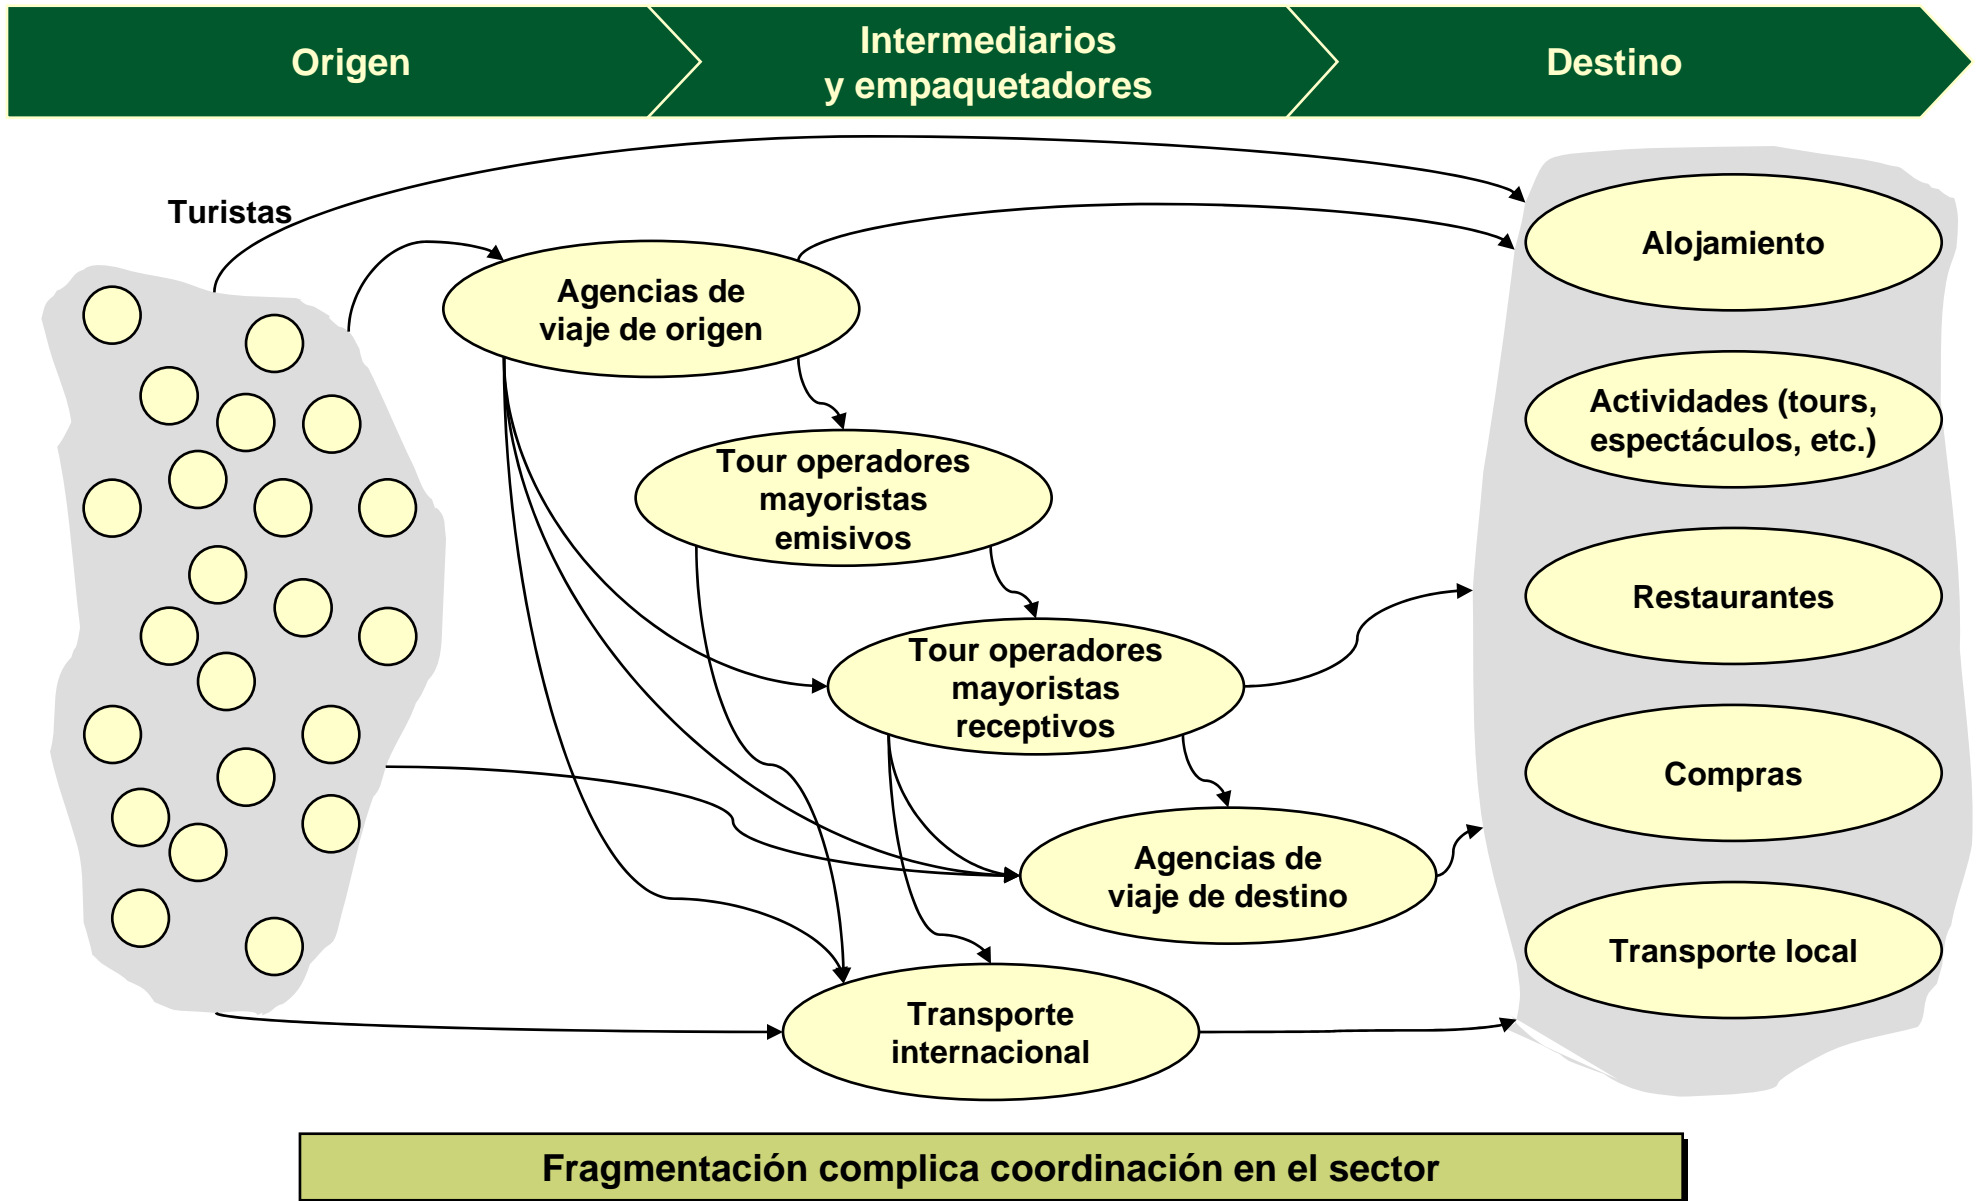 Origen
Intermediarios
y empaquetadores
Destino
Turistas
Agencias de
viaje de origen
Tour operadores
mayoristas
emisivos
Tour operadores
mayoristas
receptivos
Agencias de
viaje de destino
Transporte
internacional
Alojamiento
Actividades (tours,
espectáculos, etc.)
Restaurantes
Compras
Transporte local
Fragmentación complica coordinación en el sector